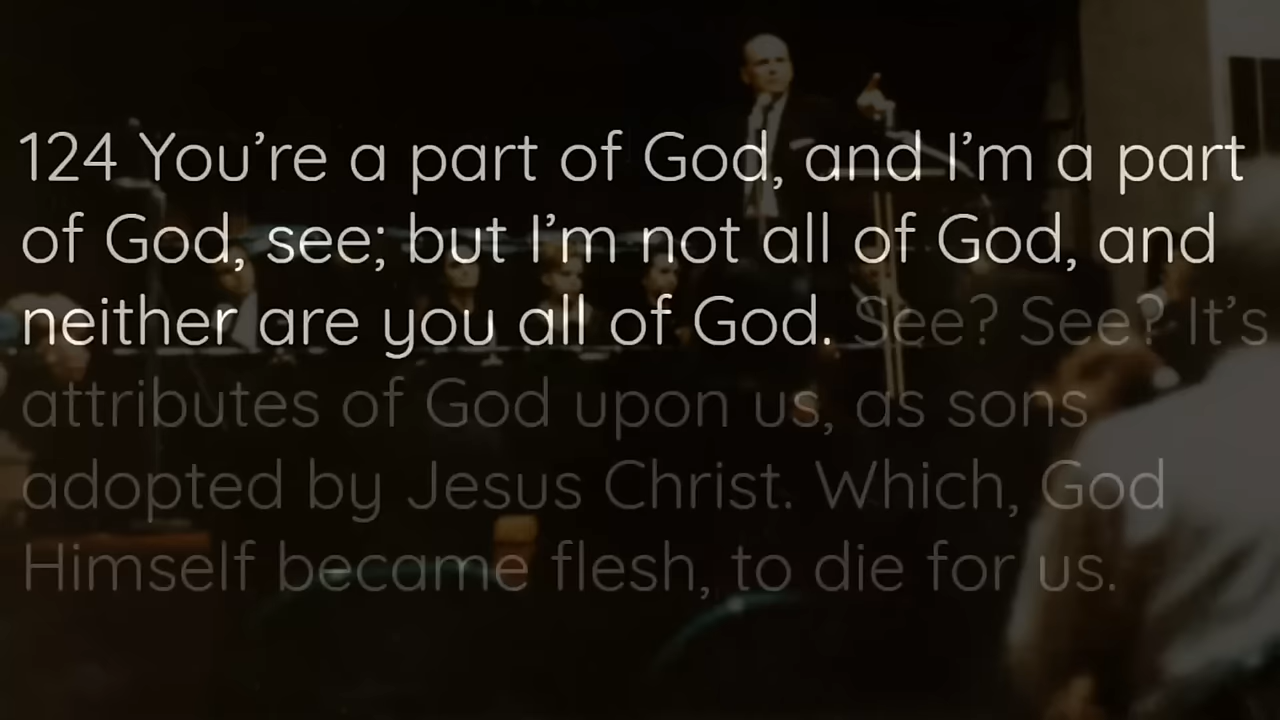 124 You’re a part of God, and I’m a part
of God, see; but I’m not all of God, and
neither are you all of God. See? See? It’s
attributes of God upon us, as sons
adopted by Jesus Christ. Which, God
Himself became flesh, to die for us.